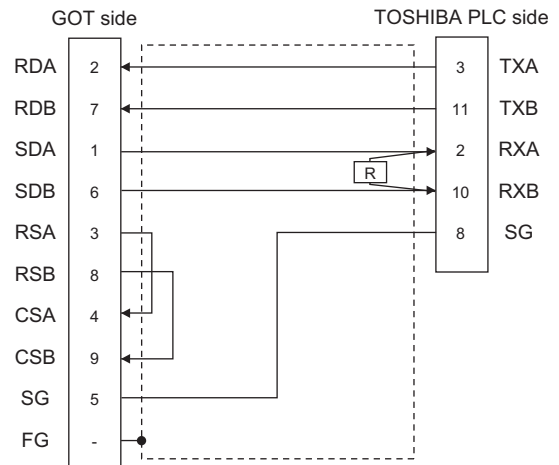 GOT side TOSHIBA PLC side
RDA 2 3 TXA
RDB 7 11 TXB
SDA 1 2 RXA
R
SDB 6 10 RXB
RSA 3 8 SG
RSB 8
CSA 4
CSB 9
SG 5
FG -